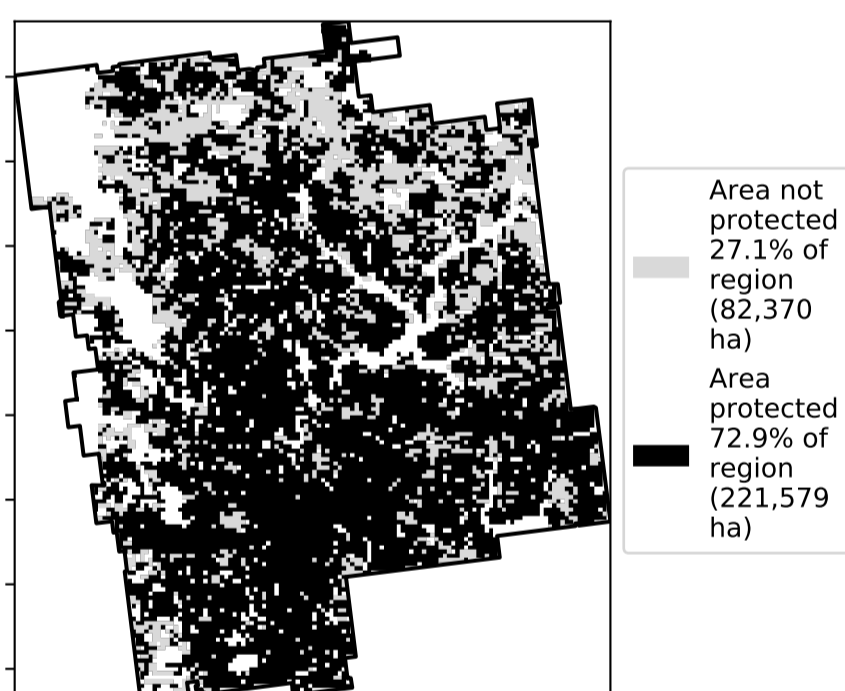 Area not
protected
27.1% of
region
(82,370
ha)
Area
protected
72.9% of
region
(221,579
ha)